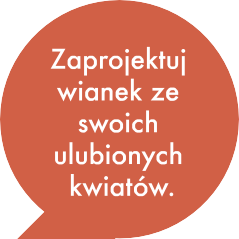 Zaprojektuj
wianek ze
swoich
ulubionych
kwiatów.